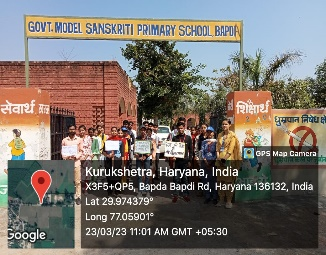 GOVT. MODEL SANSKRITI PRIMARY SCHOOL BAPDA
सेवार्थ
शिक्षार्थ
धूम्रपान निषेध क्षेत्र
GPS Map Camera
Kurukshetra, Haryana, India
X3F5+QP5, Bapda Bapdi Rd, Haryana 136132, India
Lat 29.974379°
Long 77.05901°
23/03/23 11:01 AM GMT +05:30
Google